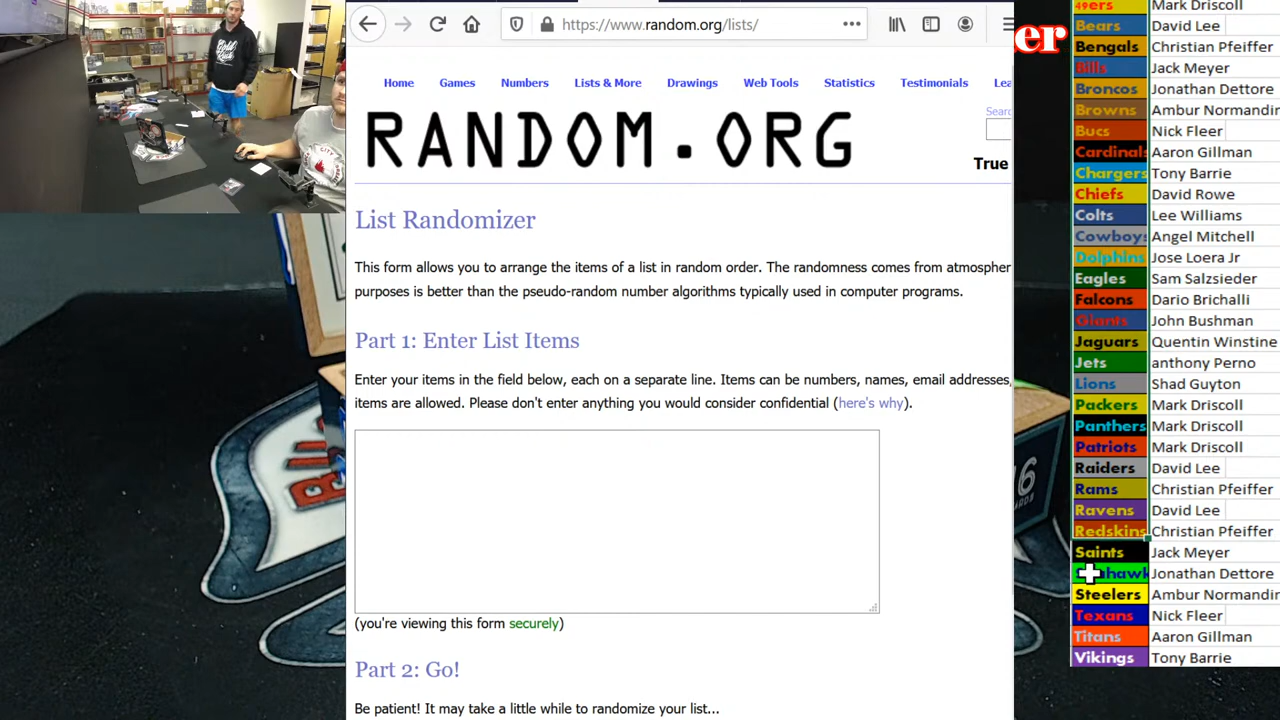 https://www.random.org/lists/
Home Games Numbers Lists & More Drawings Web Tools Statistics Testimonials Lea
RANDOM.ORG
Sear
True
List Randomizer
This form allows you to arrange the items of a list in random order. The randomness comes from atmospher
purposes is better than the pseudo-random number algorithms typically used in computer programs.
Part 1: Enter List Items
Enter your items in the field below, each on a separate line. Items can be numbers, names, email addresses,
items are allowed. Please don't enter anything you would consider confidential (here's why).
(you're viewing this form securely)
Part 2: Go!
Be patient! It may take a little while to randomize your list...
er
49ers Mark Driscoll
Bears David Lee
Bengals Christian Pfeiffer
Bills Jack Meyer
Broncos Jonathan Dettore
Browns Ambur Normandin
Bucs Nick Fleer
Cardinals Aaron Gillman
Chargers Tony Barrie
Chiefs David Rowe
Colts Lee Williams
Cowboys Angel Mitchell
Dolphins Jose Loera Jr
Eagles Sam Salzsieder
Falcons Dario Brichalli
Giants John Bushman
Jaguars Quentin Winstine
Jets anthony Perno
Lions Shad Guyton
Packers Mark Driscoll
Panthers Mark Driscoll
Patriots Mark Driscoll
Raiders David Lee
Rams Christian Pfeiffer
Ravens David Lee
Redskins Christian Pfeiffer
Saints Jack Meyer
hawk Jonathan Dettore
Steelers Ambur Normandin
Texans Nick Fleer
Titans Aaron Gillman
Vikings Tony Barrie